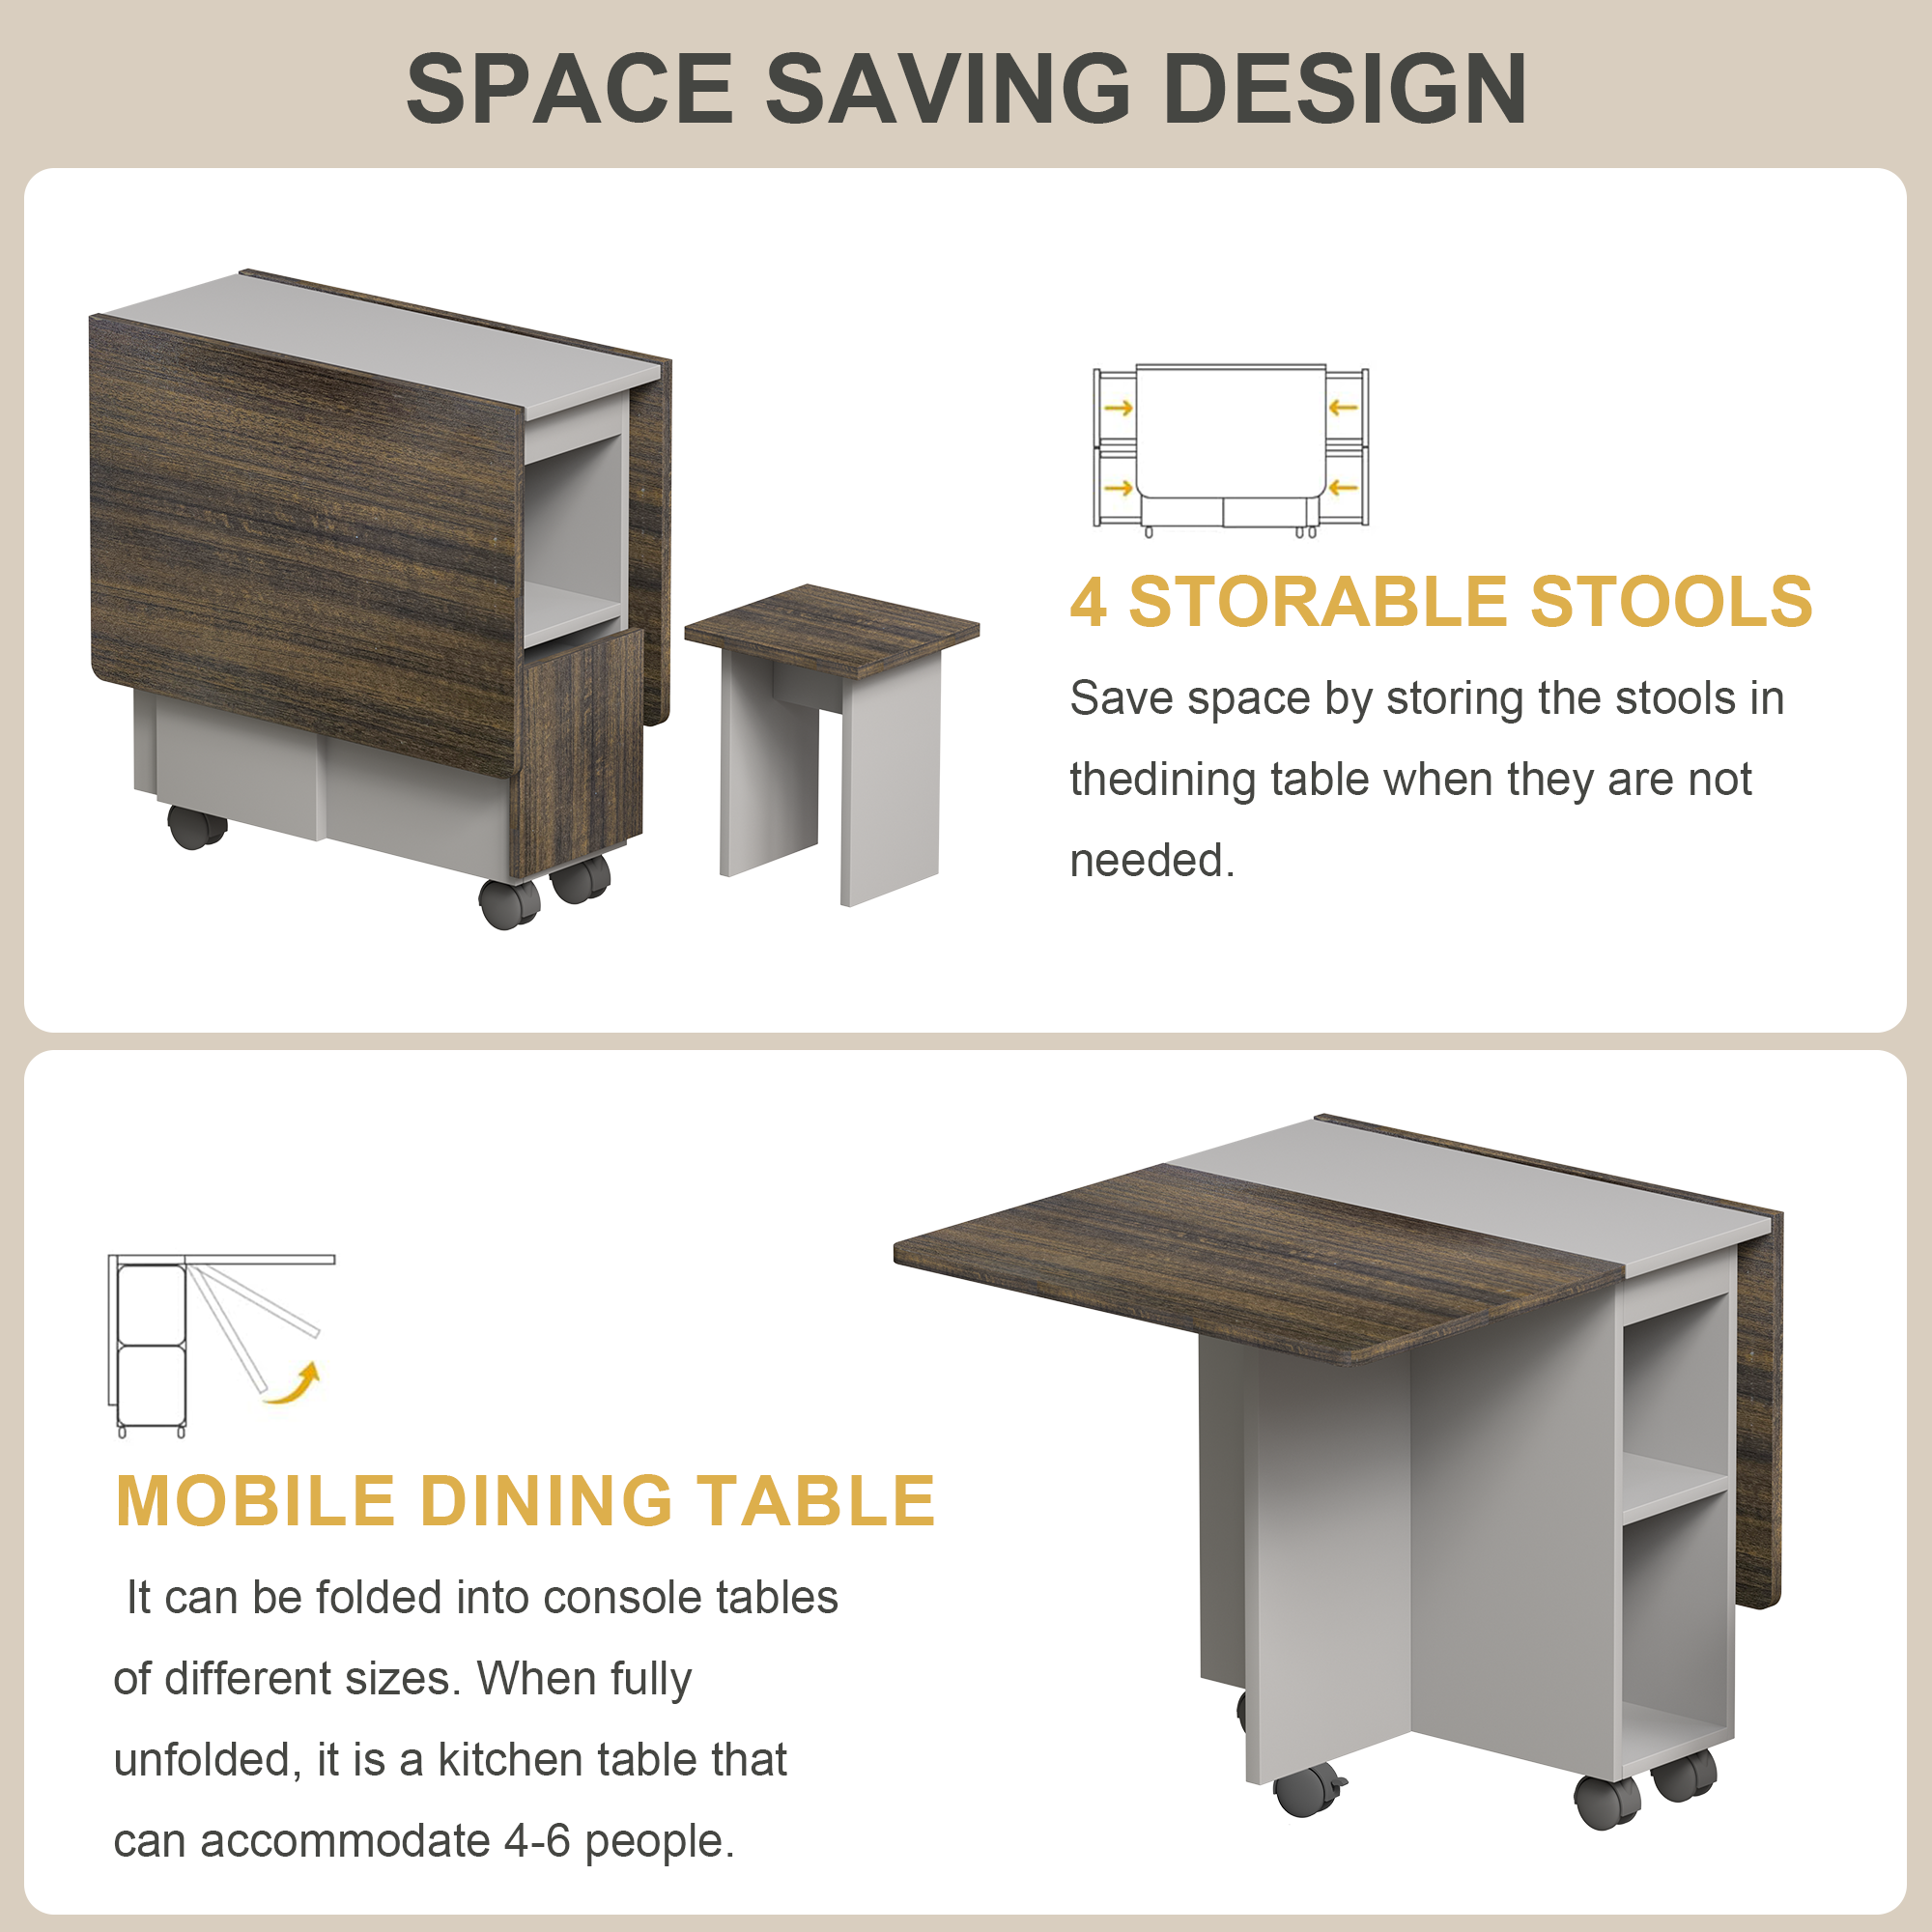 SPACE SAVING DESIGN
4 STORABLE STOOLS
Save space by storing the stools in
thedining table when they are not
needed.
MOBILE DINING TABLE
It can be folded into console tables
of different sizes. When fully
unfolded, it is a kitchen table that
can accommodate 4-6 people.